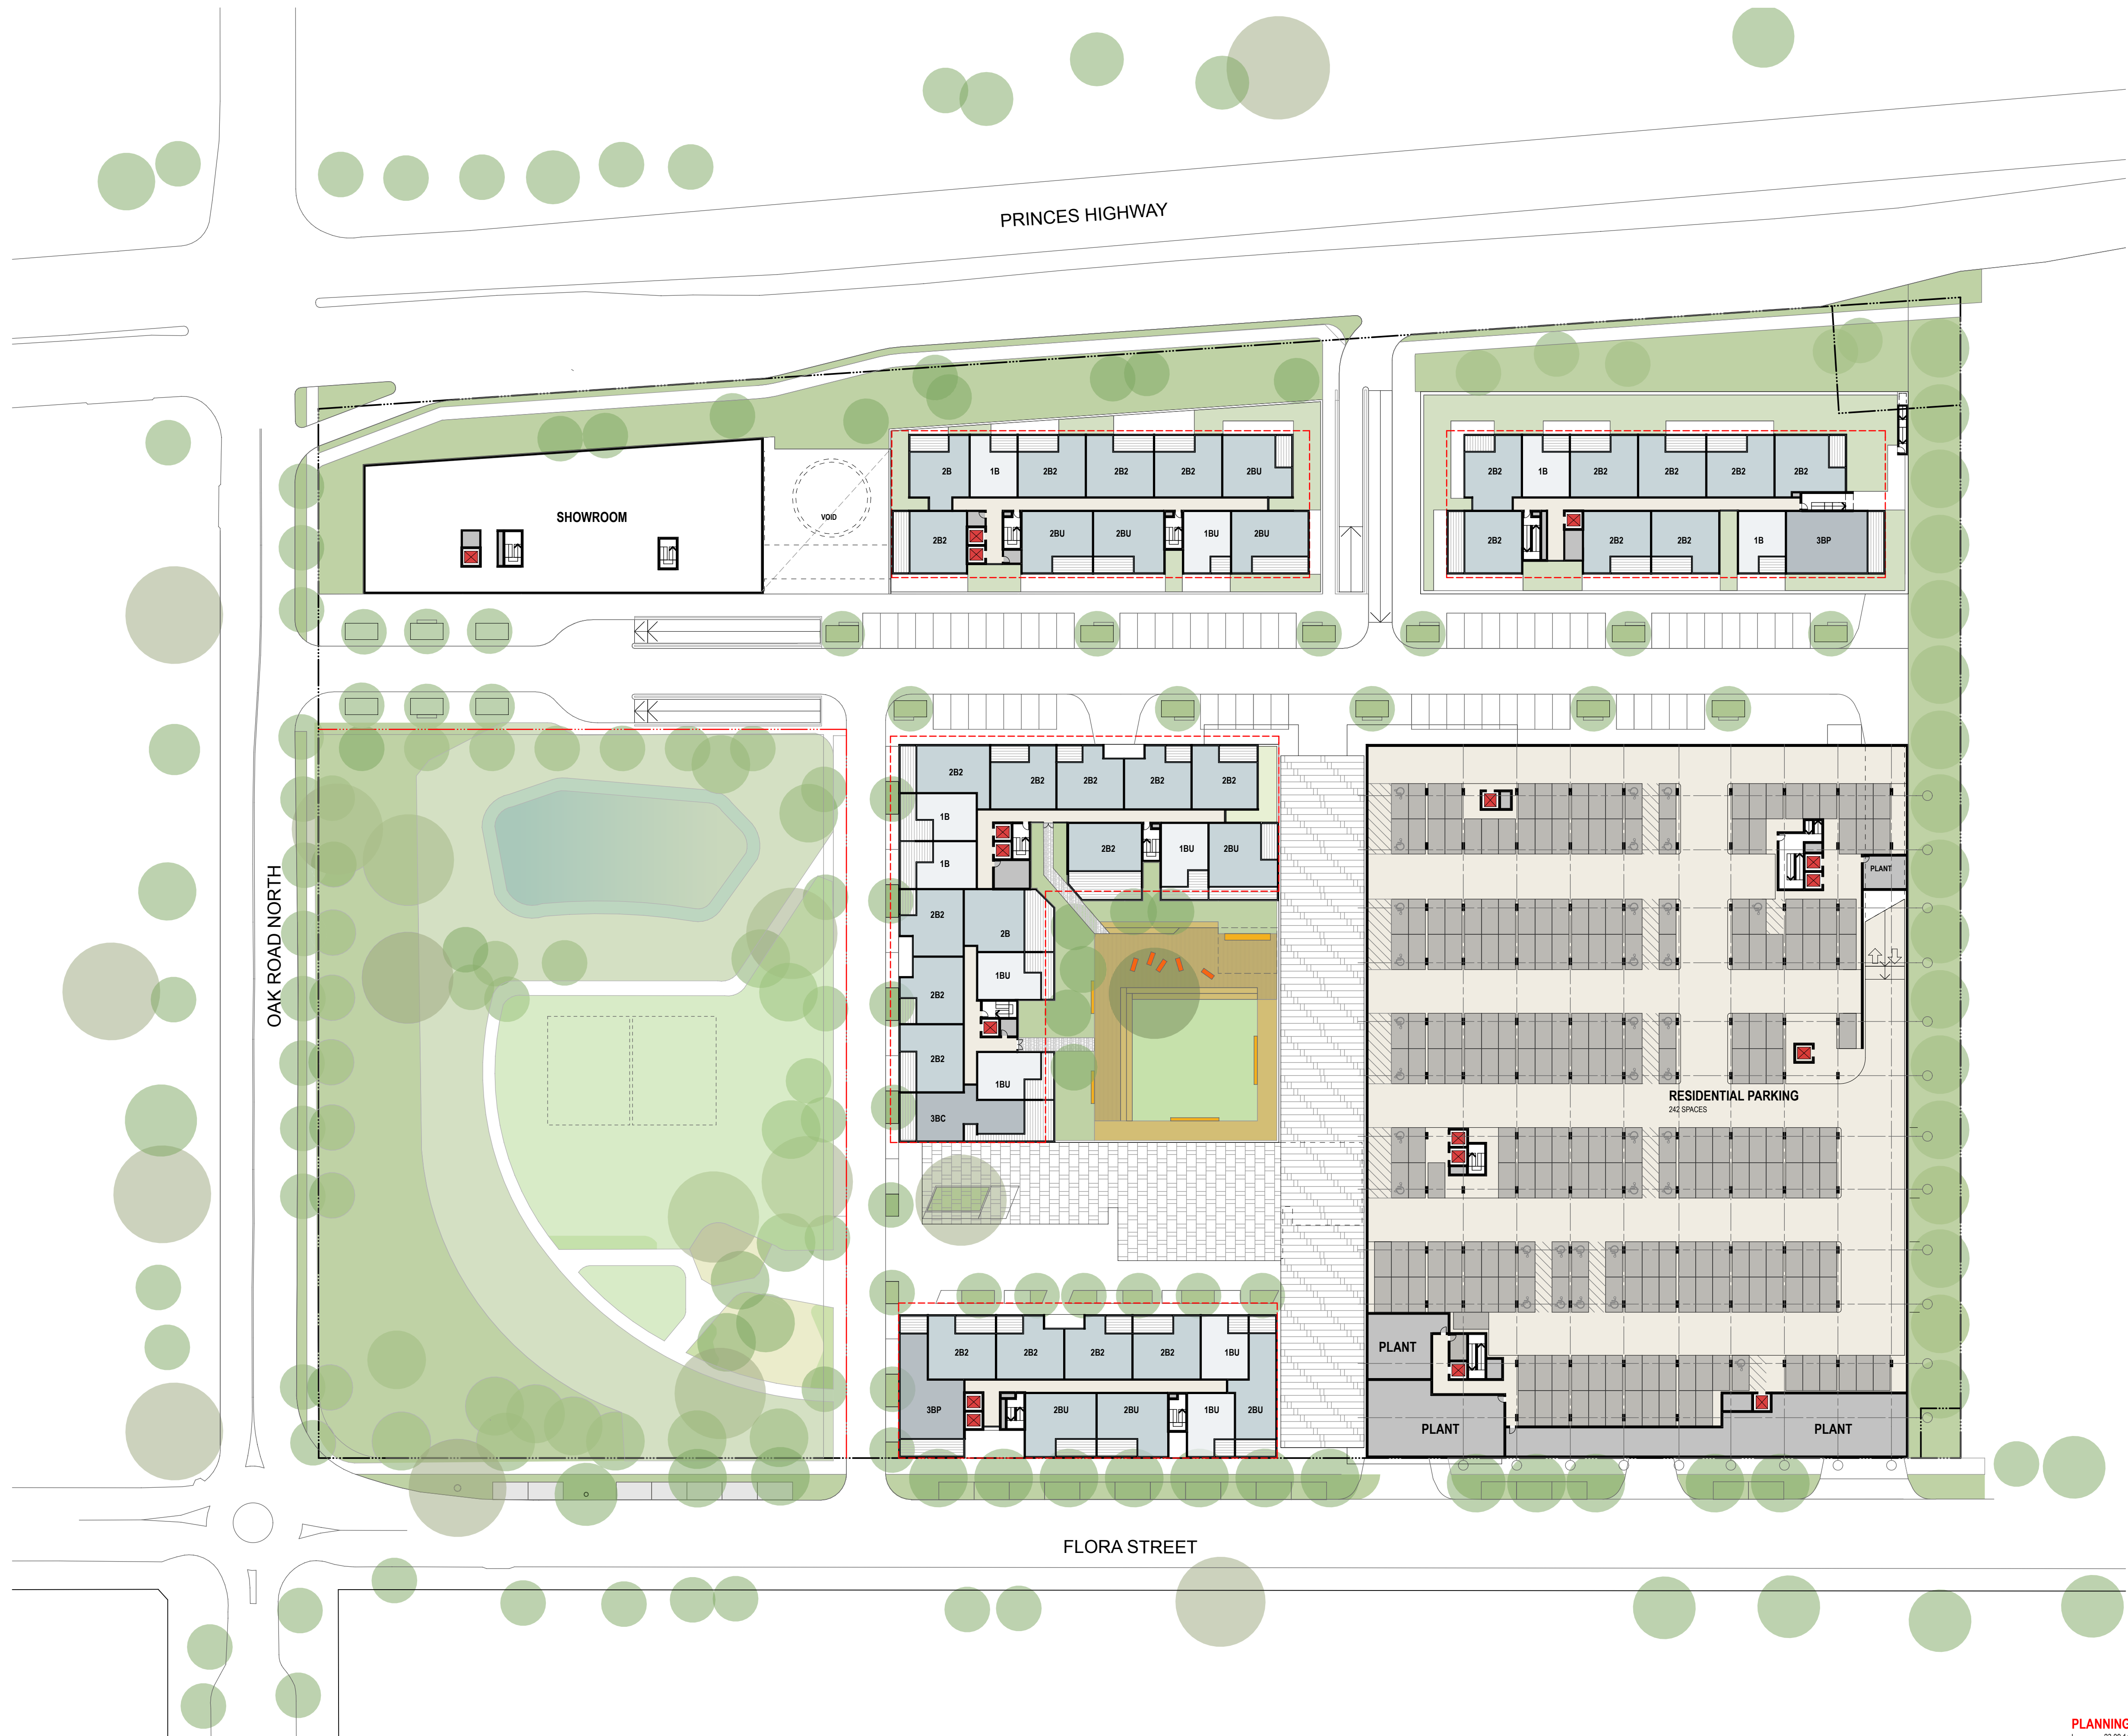 PRINCES HIGHWAY
2B 1B 2B2 2B2 2B2 2BU
2B2 1B 2B2 2B2 2B2 2B2
SHOWROOM
VOID
2B2 2BU 2BU 1BU 2BU
2B2 2B2 2B2 1B 3BP
2B2 2B2 2B2 2B2 2B2
1B
2B2 1BU 2BU
1B
PLANT
OAK ROAD NORTH
2B2
2B
1BU
2B2
2B2
1BU
RESIDENTIAL PARKING
242 SPACES
3BC
PLANT
2B2 2B2 2B2 2B2 1BU
3BP 2BU 2BU 1BU 2BU
PLANT
PLANT
FLORA STREET
PLANNING